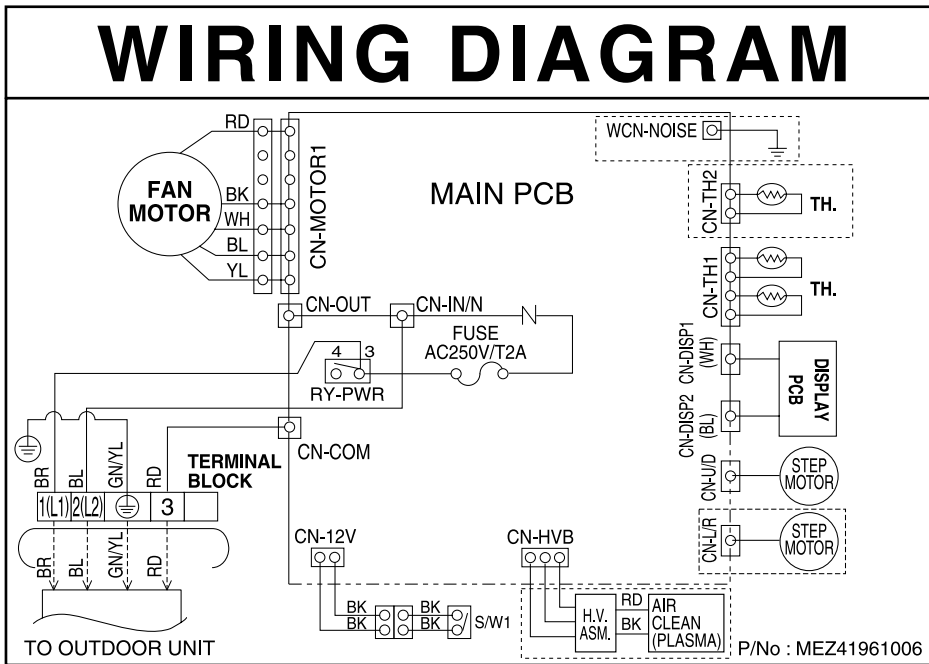 WIRING DIAGRAM
RD
BK
WH
BL
YL
FAN
MOTOR
CN-MOTOR1
MAIN PCB
WCN-NOISE
CN-TH2
TH.
CN-TH1
TH.
CN-OUT
CN-IN/N
N
FUSE
AC250V/T2A
4 3
RY-PWR
CN-DISP1
(WH)
CN-DISP2
(BL)
DISPLAY
PCB
CN-COM
CN-U/D
STEP
MOTOR
CN-L/R
STEP
MOTOR
BR
BL
GN/YL
RD
TERMINAL
BLOCK
1(L1)
2(L2)
3
BR
BL
GN/YL
RD
TO OUTDOOR UNIT
CN-12V
BK
BK
BK
BK
S/W1
CN-HVB
H.V.
ASM.
RD
BK
AIR
CLEAN
(PLASMA)
P/No : MEZ41961006